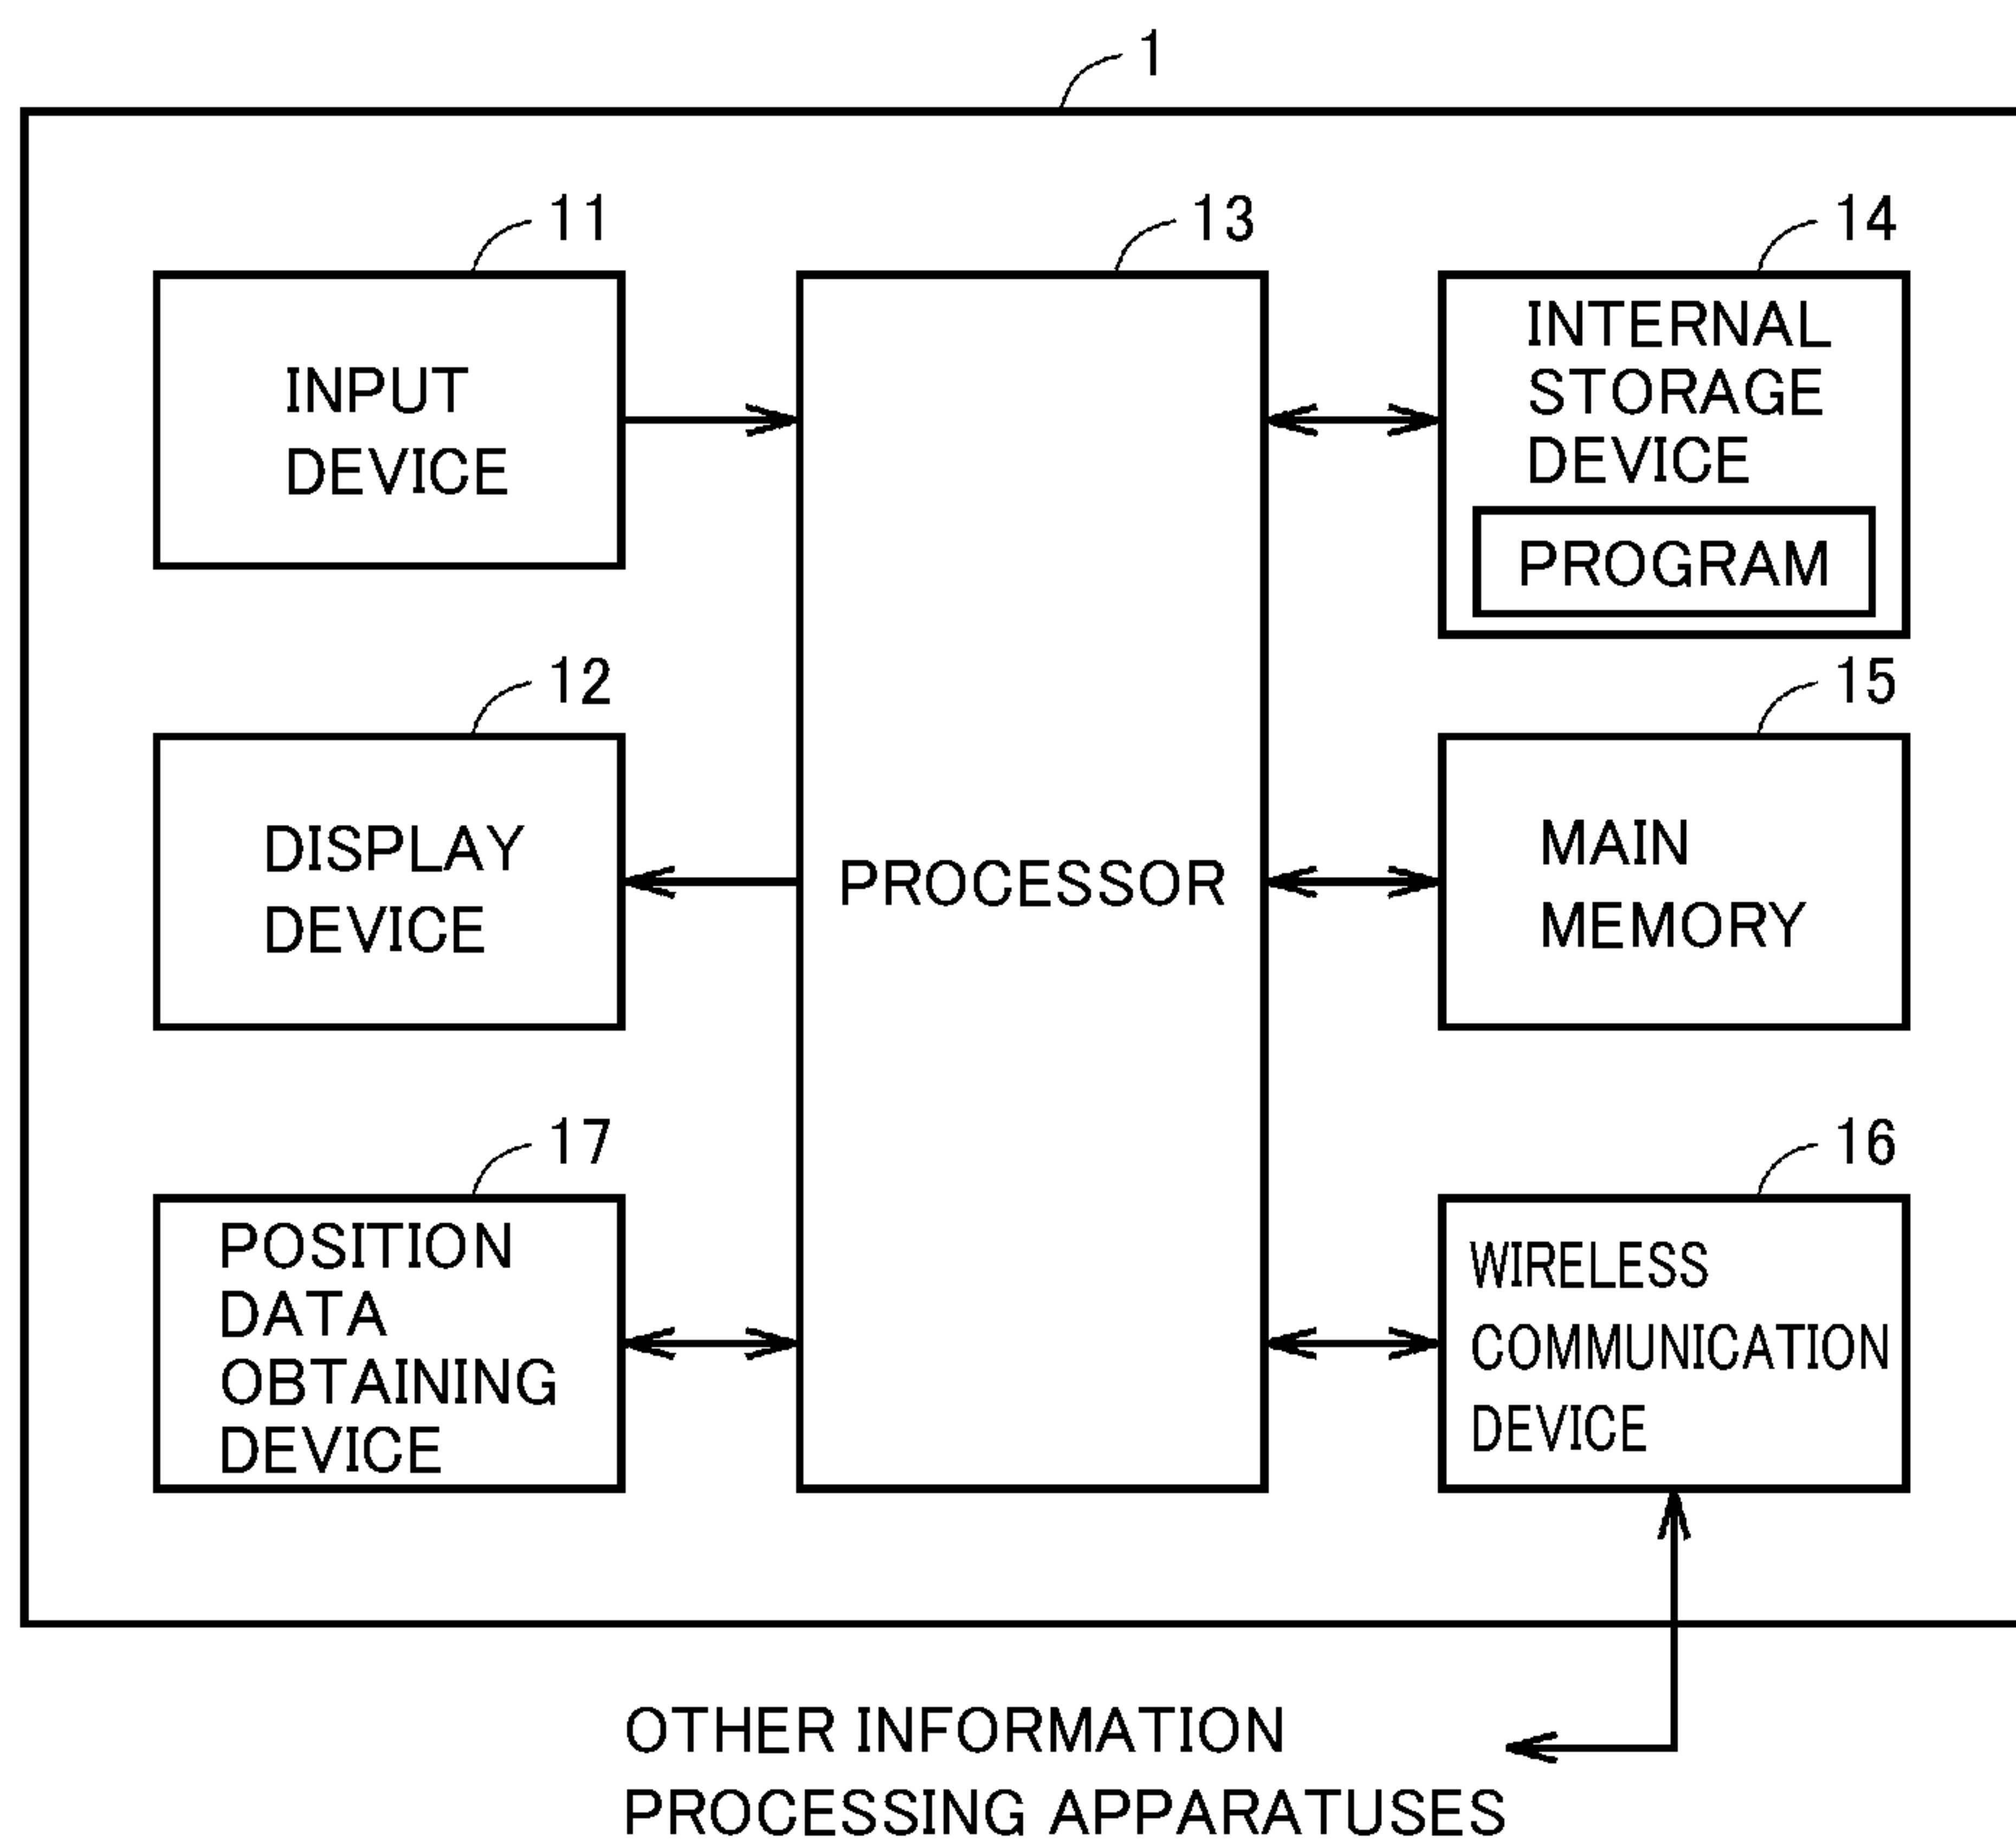 1
11
INPUT
DEVICE
13
PROCESSOR
14
INTERNAL
STORAGE
DEVICE
PROGRAM
12
DISPLAY
DEVICE
15
MAIN
MEMORY
17
POSITION
DATA
OBTAINING
DEVICE
16
WIRELESS
COMMUNICATION
DEVICE
OTHER INFORMATION
PROCESSING APPARATUSES